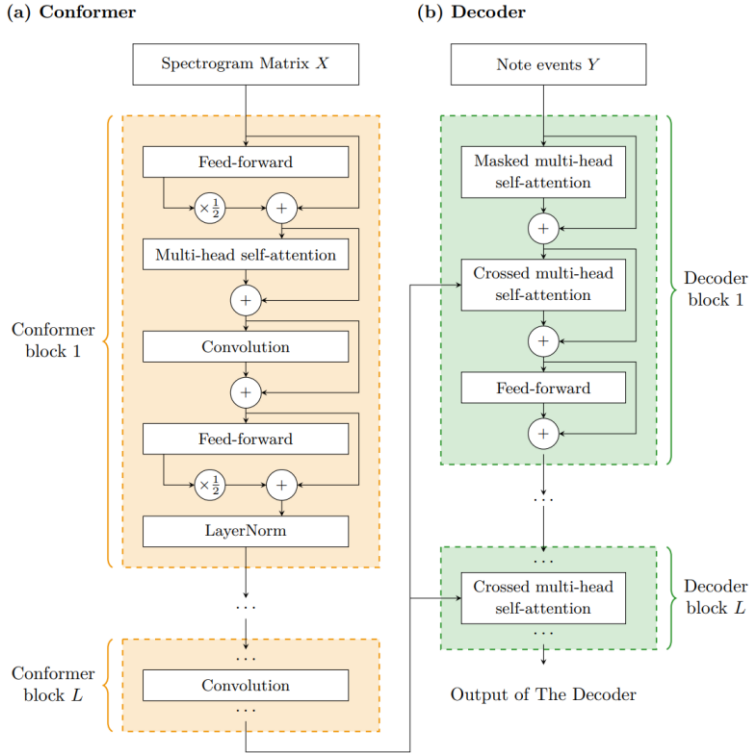 (a) Conformer
Spectrogram Matrix X
Conformer
block 1
Feed-forward
× 1/2
+
Multi-head self-attention
+
Convolution
+
Feed-forward
× 1/2
+
LayerNorm
...
Conformer
block L
...
Convolution
...
(b) Decoder
Note events Y
Masked multi-head
self-attention
+
Crossed multi-head
self-attention
+
Feed-forward
+
Decoder
block 1
...
...
Crossed multi-head
self-attention
...
Decoder
block L
Output of The Decoder